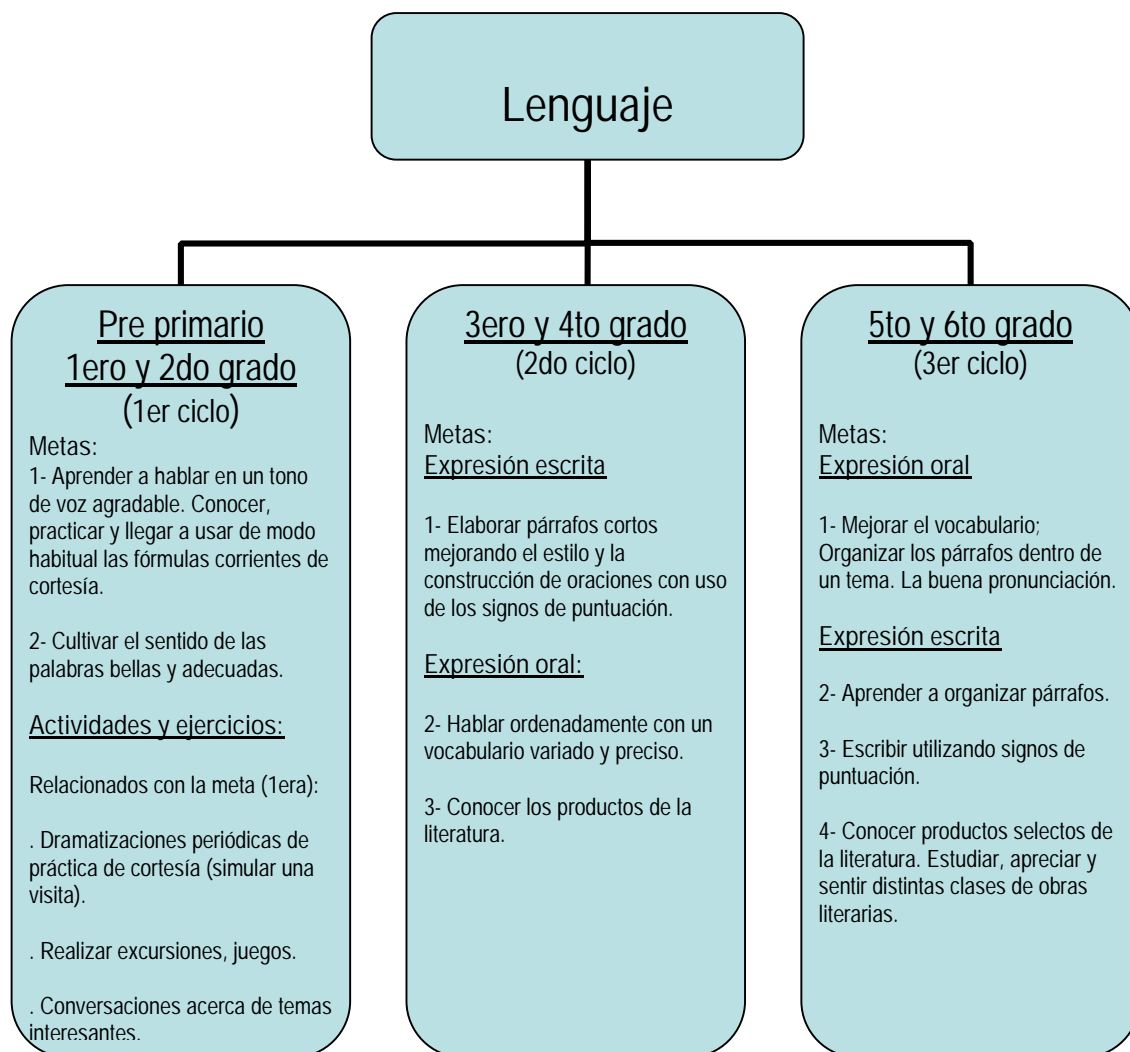 Lenguaje
Pre primario
1ero y 2do grado
(1er ciclo)
Metas:
1- Aprender a hablar en un tono
de voz agradable. Conocer,
practicar y llegar a usar de modo
habitual las fórmulas corrientes de
cortesía.
2- Cultivar el sentido de las
palabras bellas y adecuadas.
Actividades y ejercicios:
Relacionados con la meta (1era):
. Dramatizaciones periódicas de
práctica de cortesía (simular una
visita).
. Realizar excursiones, juegos.
. Conversaciones acerca de temas
interesantes.
3ero y 4to grado
(2do ciclo)
Metas:
Expresión escrita
1- Elaborar párrafos cortos
mejorando el estilo y la
construcción de oraciones con uso
de los signos de puntuación.
Expresión oral:
2- Hablar ordenadamente con un
vocabulario variado y preciso.
3- Conocer los productos de la
literatura.
5to y 6to grado
(3er ciclo)
Metas:
Expresión oral
1- Mejorar el vocabulario;
Organizar los párrafos dentro de
un tema. La buena pronunciación.
Expresión escrita
2- Aprender a organizar párrafos.
3- Escribir utilizando signos de
puntuación.
4- Conocer productos selectos de
la literatura. Estudiar, apreciar y
sentir distintas clases de obras
literarias.